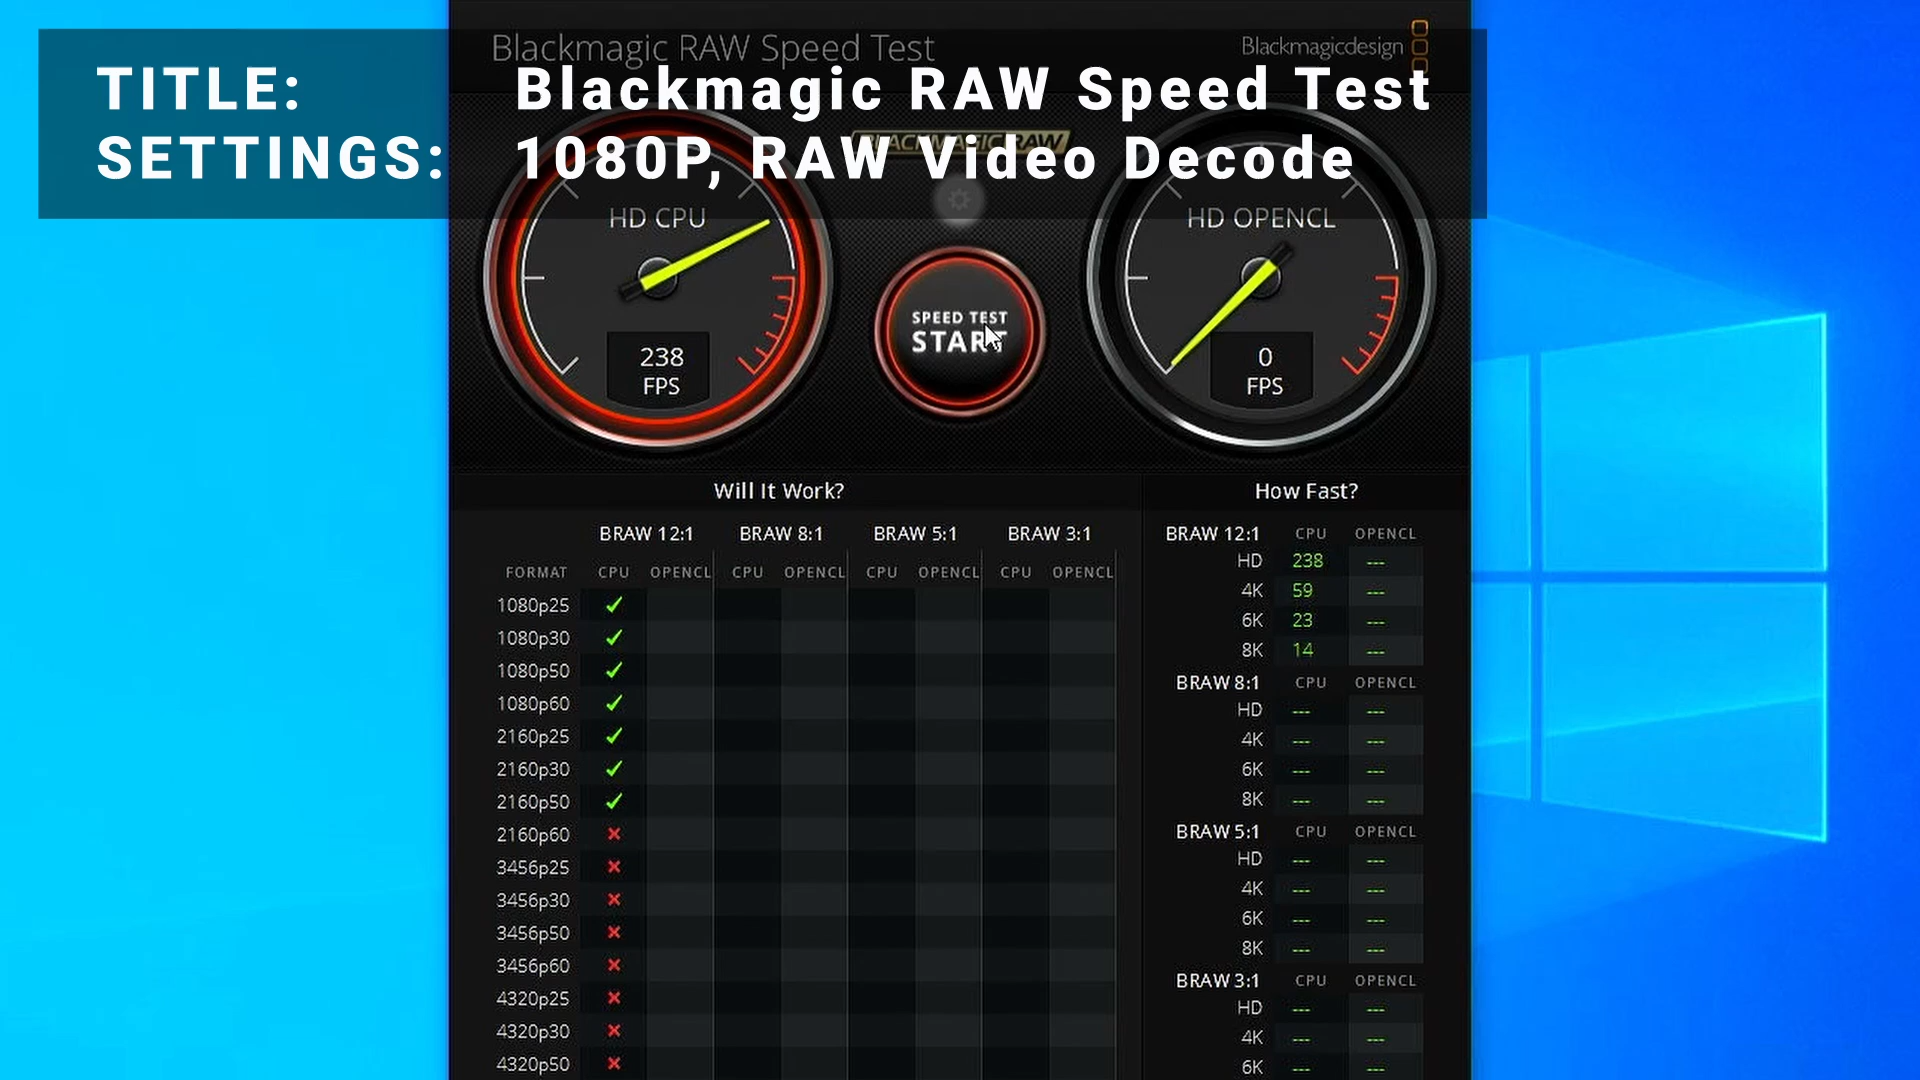 Blackmagic RAW Speed Test
Blackmagicdesign
TITLE: Blackmagic RAW Speed Test
SETTINGS: 1080P, RAW Video Decode
BLACKMAGIC RAW
HD CPU
238
FPS
SPEED TEST
START
HD OPENCL
0
FPS
Will It Work?
BRAW 12:1 BRAW 8:1 BRAW 5:1 BRAW 3:1
FORMAT CPU OPENCL CPU OPENCL CPU OPENCL CPU OPENCL
1080p25 ✓
1080p30 ✓
1080p50 ✓
1080p60 ✓
2160p25 ✓
2160p30 ✓
2160p50 ✓
2160p60 ×
3456p25 ×
3456p30 ×
3456p50 ×
3456p60 ×
4320p25 ×
4320p30 ×
4320p50 ×
How Fast?
BRAW 12:1 CPU OPENCL
HD 238 ---
4K 59 ---
6K 23 ---
8K 14 ---
BRAW 8:1 CPU OPENCL
HD --- ---
4K --- ---
6K --- ---
8K --- ---
BRAW 5:1 CPU OPENCL
HD --- ---
4K --- ---
6K --- ---
8K --- ---
BRAW 3:1 CPU OPENCL
HD --- ---
4K --- ---
6K --- ---